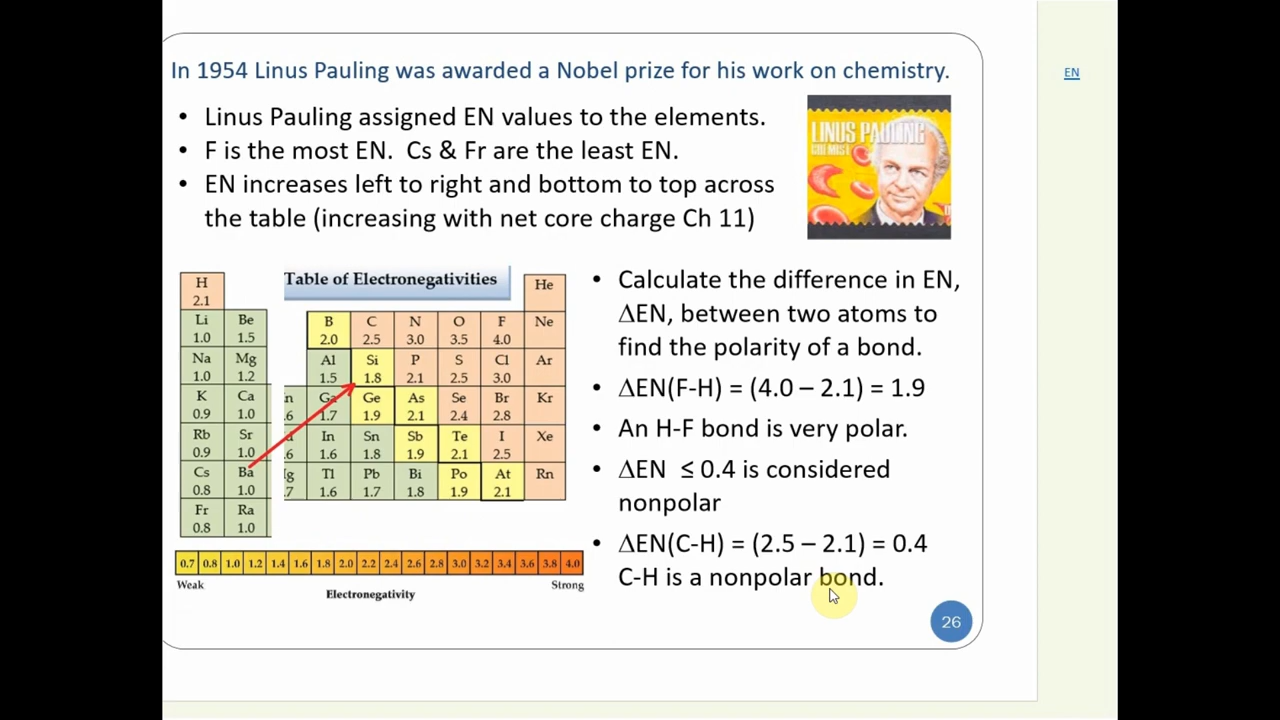 In 1954 Linus Pauling was awarded a Nobel prize for his work on chemistry.
EN
• Linus Pauling assigned EN values to the elements.
• F is the most EN. Cs & Fr are the least EN.
• EN increases left to right and bottom to top across
the table (increasing with net core charge Ch 11)
LINUS PAULING
CHEMIST
Table of Electronegativities
H He
2.1
Li Be B C N O F Ne
1.0 1.5 2.0 2.5 3.0 3.5 4.0
Na Mg Al Si P S Cl Ar
1.0 1.2 1.5 1.8 2.1 2.5 3.0
K Ca n Ga Ge As Se Br Kr
0.9 1.0 .6 1.7 1.9 2.1 2.4 2.8
Rb Sr In Sn Sb Te I Xe
0.9 1.0 .6 1.6 1.8 1.9 2.1 2.5
Cs Ba lg Tl Pb Bi Po At Rn
0.8 1.0 .7 1.6 1.7 1.8 1.9 2.1
Fr Ra
0.8 1.0
0.7 0.8 1.0 1.2 1.4 1.6 1.8 2.0 2.2 2.4 2.6 2.8 3.0 3.2 3.4 3.6 3.8 4.0
Weak Strong
Electronegativity
• Calculate the difference in EN,
ΔEN, between two atoms to
find the polarity of a bond.
• ΔEN(F-H) = (4.0 – 2.1) = 1.9
• An H-F bond is very polar.
• ΔEN ≤ 0.4 is considered
nonpolar
• ΔEN(C-H) = (2.5 – 2.1) = 0.4
C-H is a nonpolar bond.
26